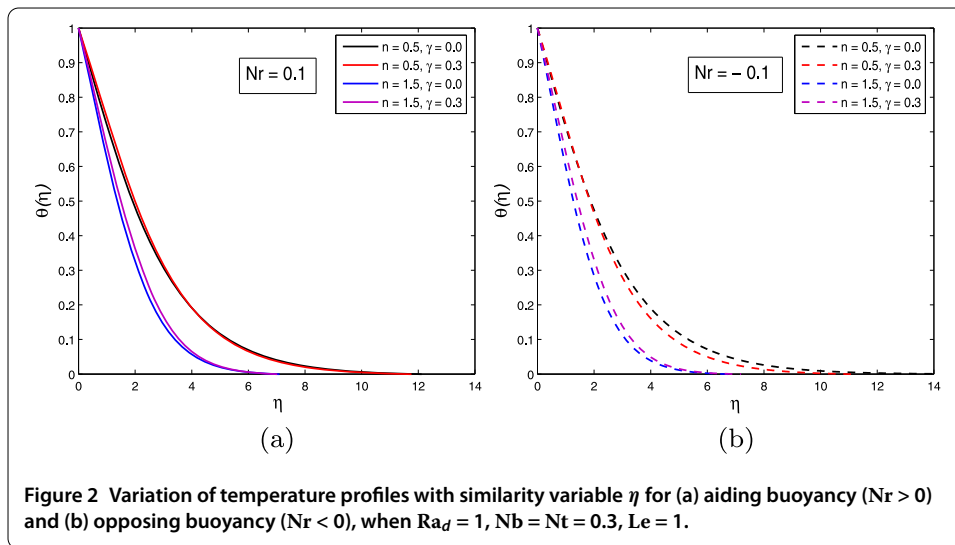 1
0.9
0.8
0.7
0.6
0.5
0.4
0.3
0.2
0.1
0
θ(η)
0 2 4 6 8 10 12 14
η
Nr = 0.1
n = 0.5, γ = 0.0
n = 0.5, γ = 0.3
n = 1.5, γ = 0.0
n = 1.5, γ = 0.3
(a)
1
0.9
0.8
0.7
0.6
0.5
0.4
0.3
0.2
0.1
0
θ(η)
0 2 4 6 8 10 12 14
η
Nr = − 0.1
n = 0.5, γ = 0.0
n = 0.5, γ = 0.3
n = 1.5, γ = 0.0
n = 1.5, γ = 0.3
(b)
Figure 2 Variation of temperature profiles with similarity variable η for (a) aiding buoyancy (Nr > 0)
and (b) opposing buoyancy (Nr < 0), when Ra_d = 1, Nb = Nt = 0.3, Le = 1.